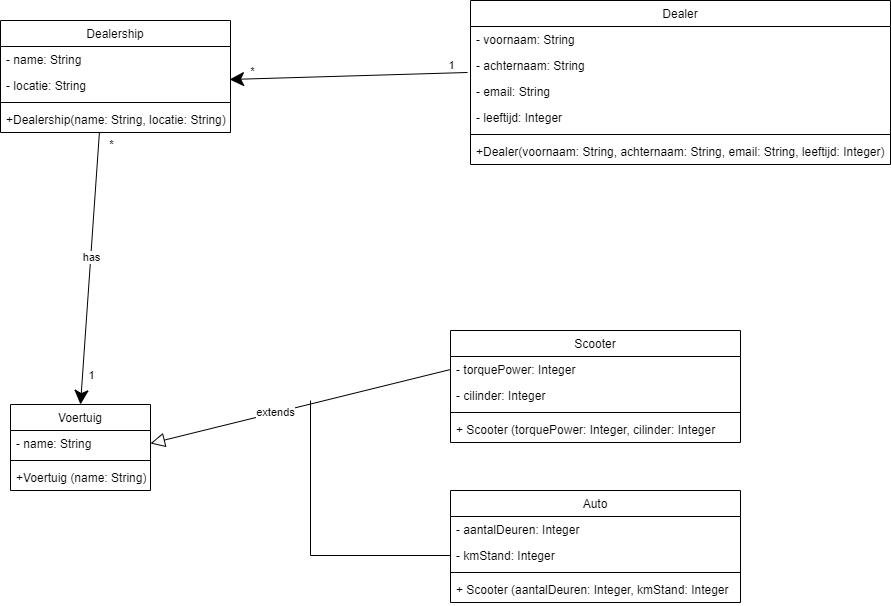 Dealership
- name: String
- locatie: String
+Dealership(name: String, locatie: String)
Dealer
- voornaam: String
- achternaam: String
- email: String
- leeftijd: Integer
+Dealer(voornaam: String, achternaam: String, email: String, leeftijd: Integer)
*
1
*
has
1
Voertuig
- name: String
+Voertuig (name: String)
extends
Scooter
- torquePower: Integer
- cilinder: Integer
+ Scooter (torquePower: Integer, cilinder: Integer
Auto
- aantalDeuren: Integer
- kmStand: Integer
+ Scooter (aantalDeuren: Integer, kmStand: Integer